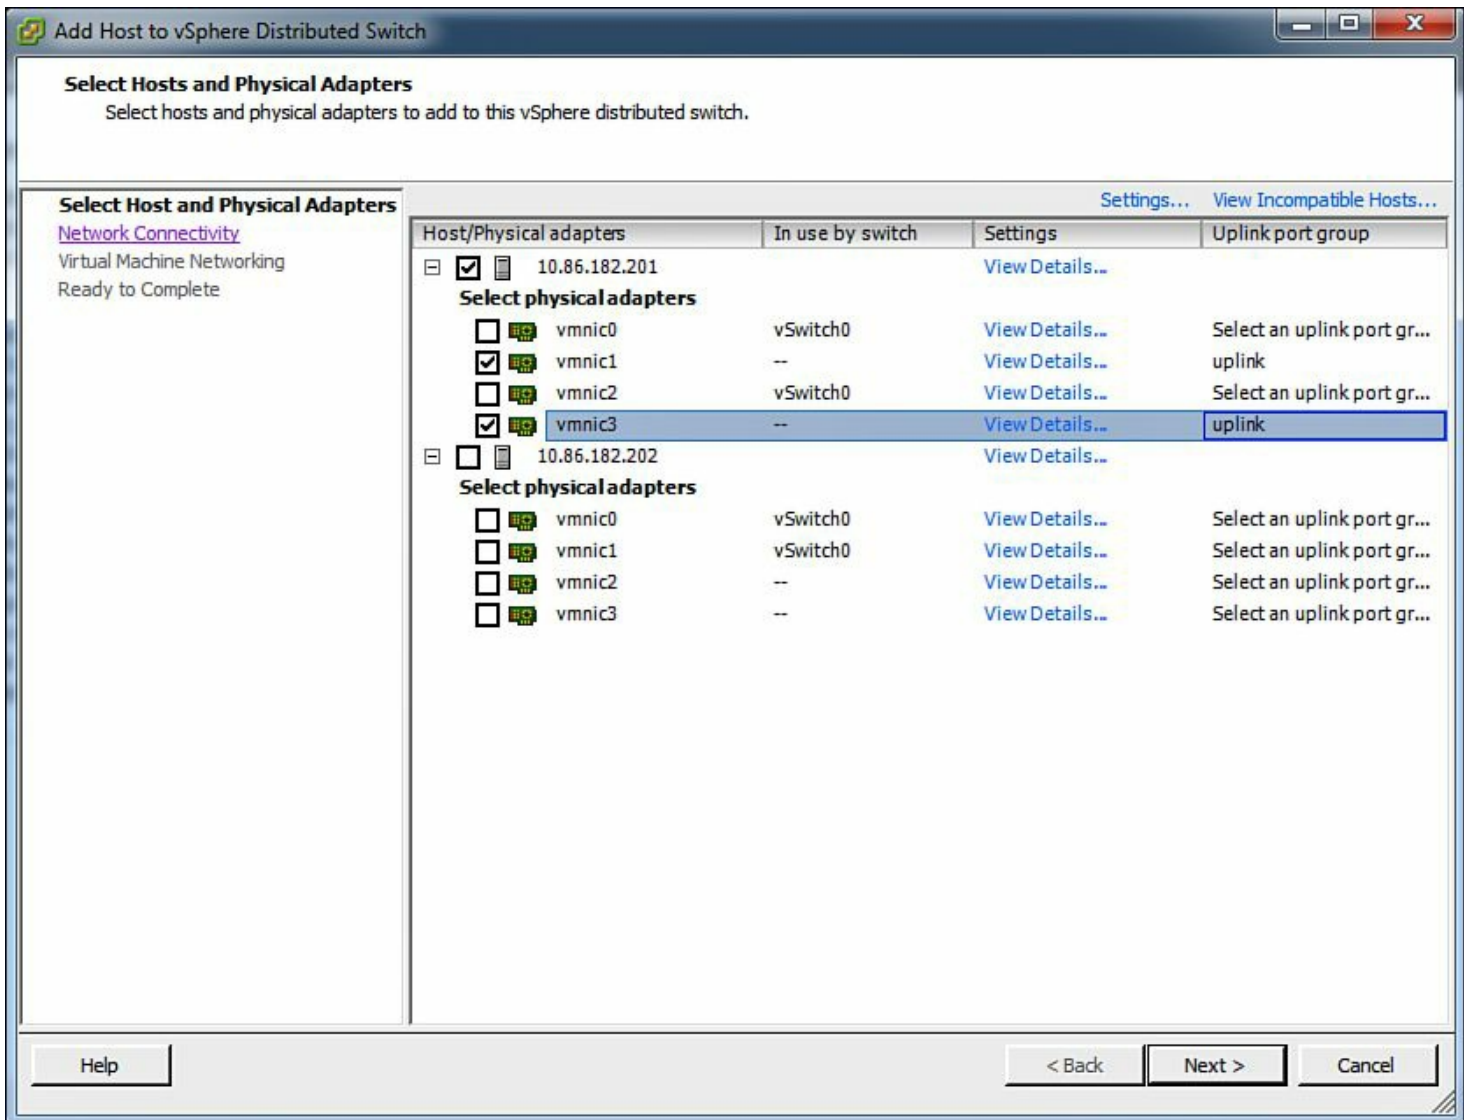 Add Host to vSphere Distributed Switch
Select Hosts and Physical Adapters
Select hosts and physical adapters to add to this vSphere distributed switch.
Select Host and Physical Adapters
Network Connectivity
Virtual Machine Networking
Ready to Complete
Settings... View Incompatible Hosts...
Host/Physical adapters In use by switch Settings Uplink port group
10.86.182.201 View Details...
Select physical adapters
vmnic0 vSwitch0 View Details... Select an uplink port gr...
vmnic1 -- View Details... uplink
vmnic2 vSwitch0 View Details... Select an uplink port gr...
vmnic3 -- View Details... uplink
10.86.182.202 View Details...
Select physical adapters
vmnic0 vSwitch0 View Details... Select an uplink port gr...
vmnic1 vSwitch0 View Details... Select an uplink port gr...
vmnic2 -- View Details... Select an uplink port gr...
vmnic3 -- View Details... Select an uplink port gr...
Help < Back Next > Cancel